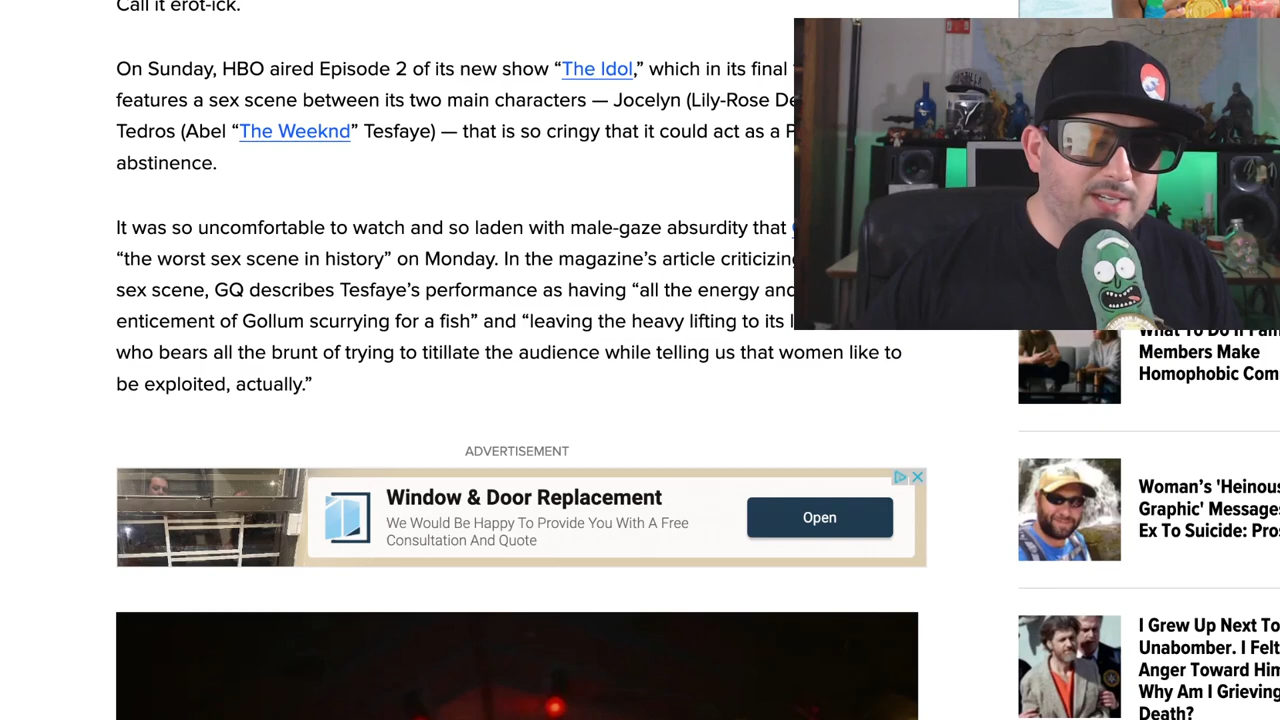 Call it erot-ick.
On Sunday, HBO aired Episode 2 of its new show “The Idol,” which in its final
features a sex scene between its two main characters — Jocelyn (Lily-Rose De
Tedros (Abel “The Weeknd” Tesfaye) — that is so cringy that it could act as a P
abstinence.
It was so uncomfortable to watch and so laden with male-gaze absurdity that
“the worst sex scene in history” on Monday. In the magazine’s article criticizing
sex scene, GQ describes Tesfaye’s performance as having “all the energy and
enticement of Gollum scurrying for a fish” and “leaving the heavy lifting to its l
who bears all the brunt of trying to titillate the audience while telling us that women like to
be exploited, actually.”
ADVERTISEMENT
Window & Door Replacement
We Would Be Happy To Provide You With A Free
Consultation And Quote
Open
What To Do If Fam
Members Make
Homophobic Com
Woman’s 'Heinous
Graphic' Messages
Ex To Suicide: Pros
I Grew Up Next To
Unabomber. I Felt
Anger Toward Him
Why Am I Grieving
Death?